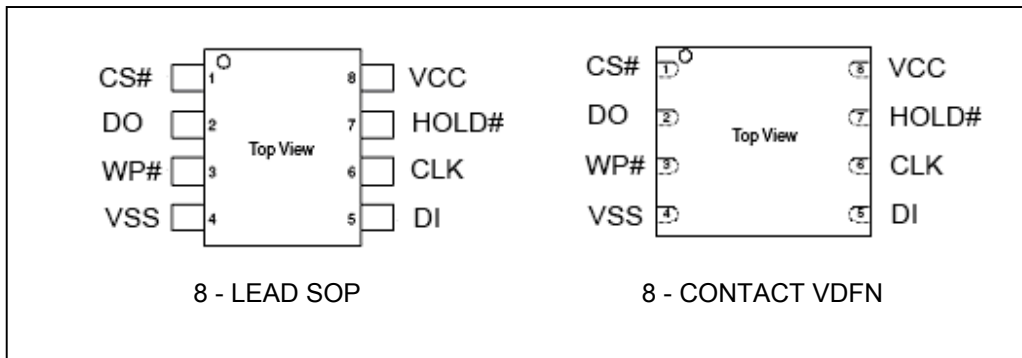 CS# 1 8 VCC
DO 2 7 HOLD#
Top View
WP# 3 6 CLK
VSS 4 5 DI
8 - LEAD SOP
CS# 1 8 VCC
DO 2 7 HOLD#
Top View
WP# 3 6 CLK
VSS 4 5 DI
8 - CONTACT VDFN